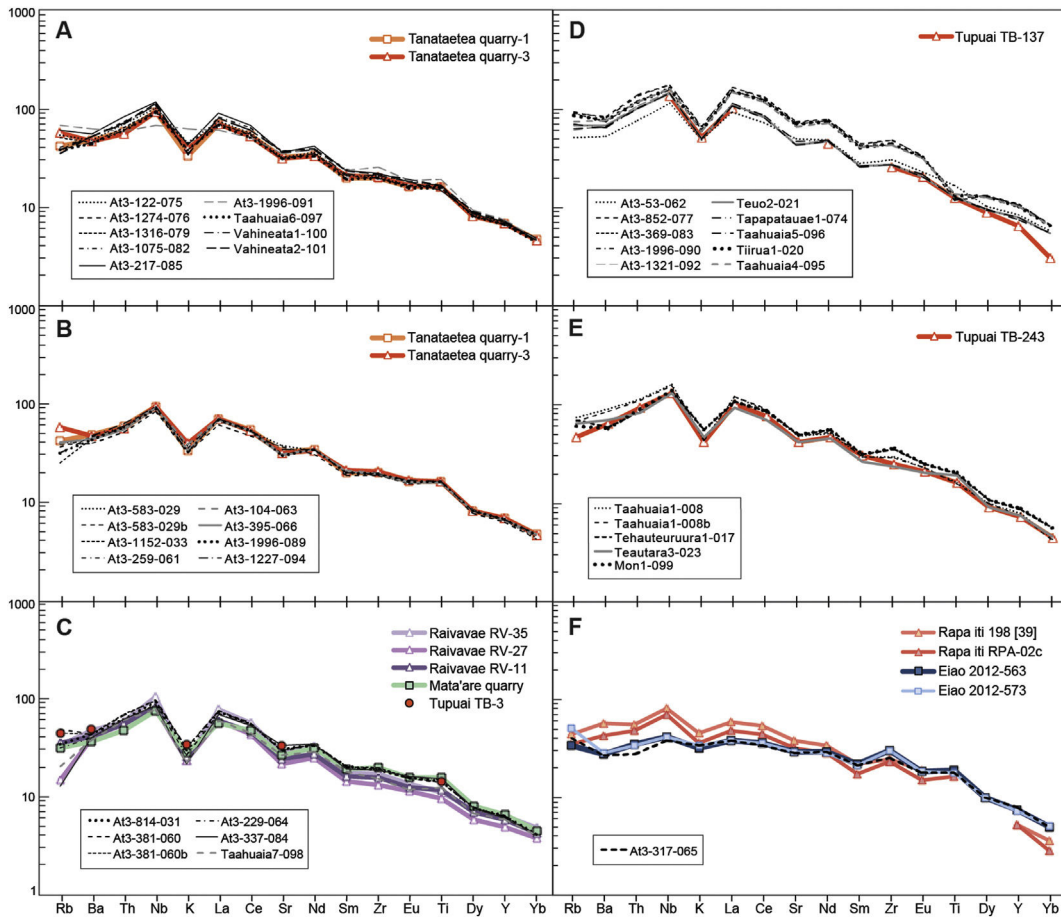 A
Tanataetea quarry-1
Tanataetea quarry-3
1000
100
10
At3-122-075
At3-1274-076
At3-1316-079
At3-1075-082
At3-217-085
At3-1996-091
Taahuaia6-097
Vahineata1-100
Vahineata2-101
D
Tupuai TB-137
At3-53-062
At3-852-077
At3-369-083
At3-1996-090
At3-1321-092
Teuo2-021
Tapapatauae1-074
Taahuaia5-096
Tiirua1-020
Taahuaia4-095
B
Tanataetea quarry-1
Tanataetea quarry-3
1000
100
10
At3-583-029
At3-583-029b
At3-1152-033
At3-259-061
At3-104-063
At3-395-066
At3-1996-089
At3-1227-094
E
Tupuai TB-243
Taahuaia1-008
Taahuaia1-008b
Tehauteuruura1-017
Teautara3-023
Mon1-099
C
Raivavae RV-35
Raivavae RV-27
Raivavae RV-11
Mata'are quarry
Tupuai TB-3
1000
100
10
1
At3-814-031
At3-381-060
At3-381-060b
At3-229-064
At3-337-084
Taahuaia7-098
F
Rapa iti 198 [39]
Rapa iti RPA-02c
Eiao 2012-563
Eiao 2012-573
At3-317-065
Rb Ba Th Nb K La Ce Sr Nd Sm Zr Eu Ti Dy Y Yb
Rb Ba Th Nb K La Ce Sr Nd Sm Zr Eu Ti Dy Y Yb